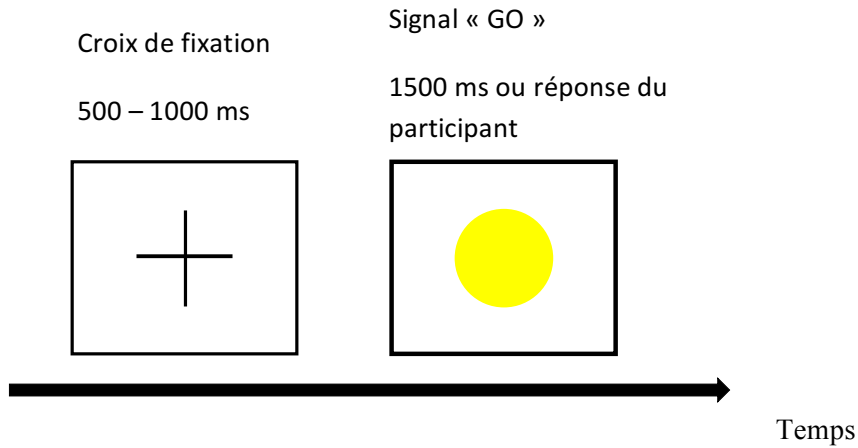 Croix de fixation
500 – 1000 ms
Signal « GO »
1500 ms ou réponse du
participant
Temps